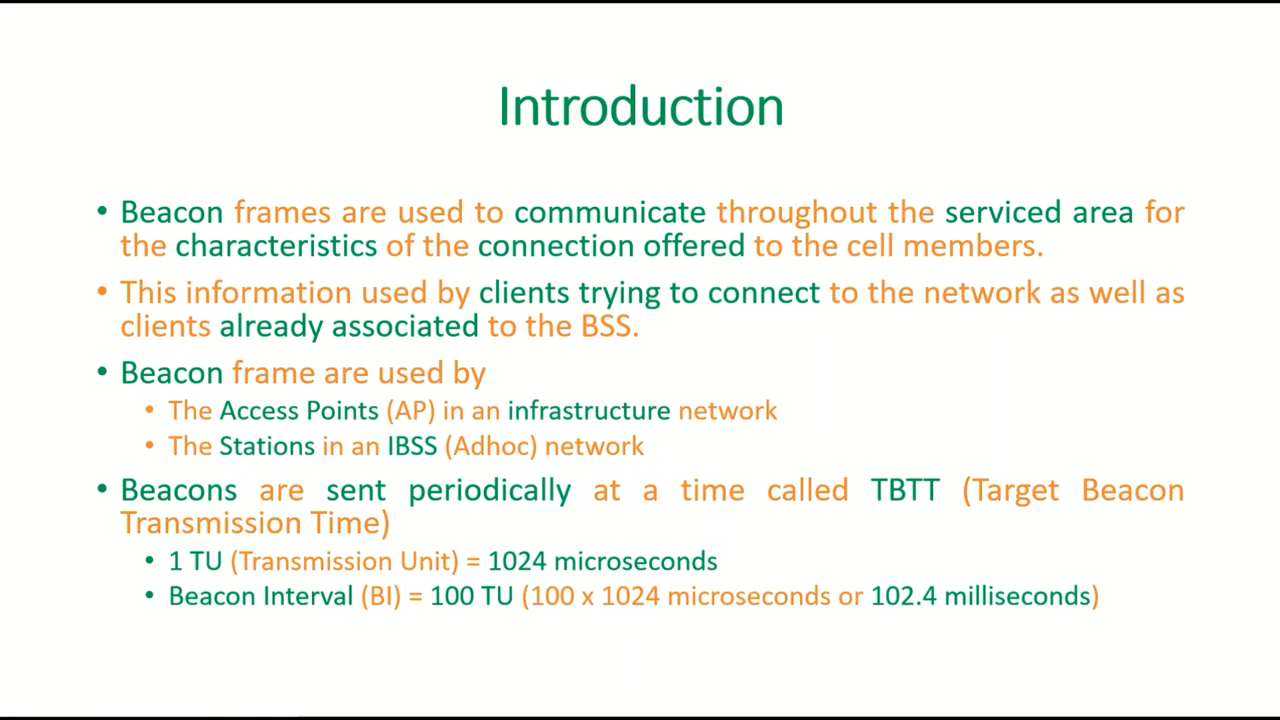 Introduction
• Beacon frames are used to communicate throughout the serviced area for
the characteristics of the connection offered to the cell members.
• This information used by clients trying to connect to the network as well as
clients already associated to the BSS.
• Beacon frame are used by
• The Access Points (AP) in an infrastructure network
• The Stations in an IBSS (Adhoc) network
• Beacons are sent periodically at a time called TBTT (Target Beacon
Transmission Time)
• 1 TU (Transmission Unit) = 1024 microseconds
• Beacon Interval (BI) = 100 TU (100 x 1024 microseconds or 102.4 milliseconds)